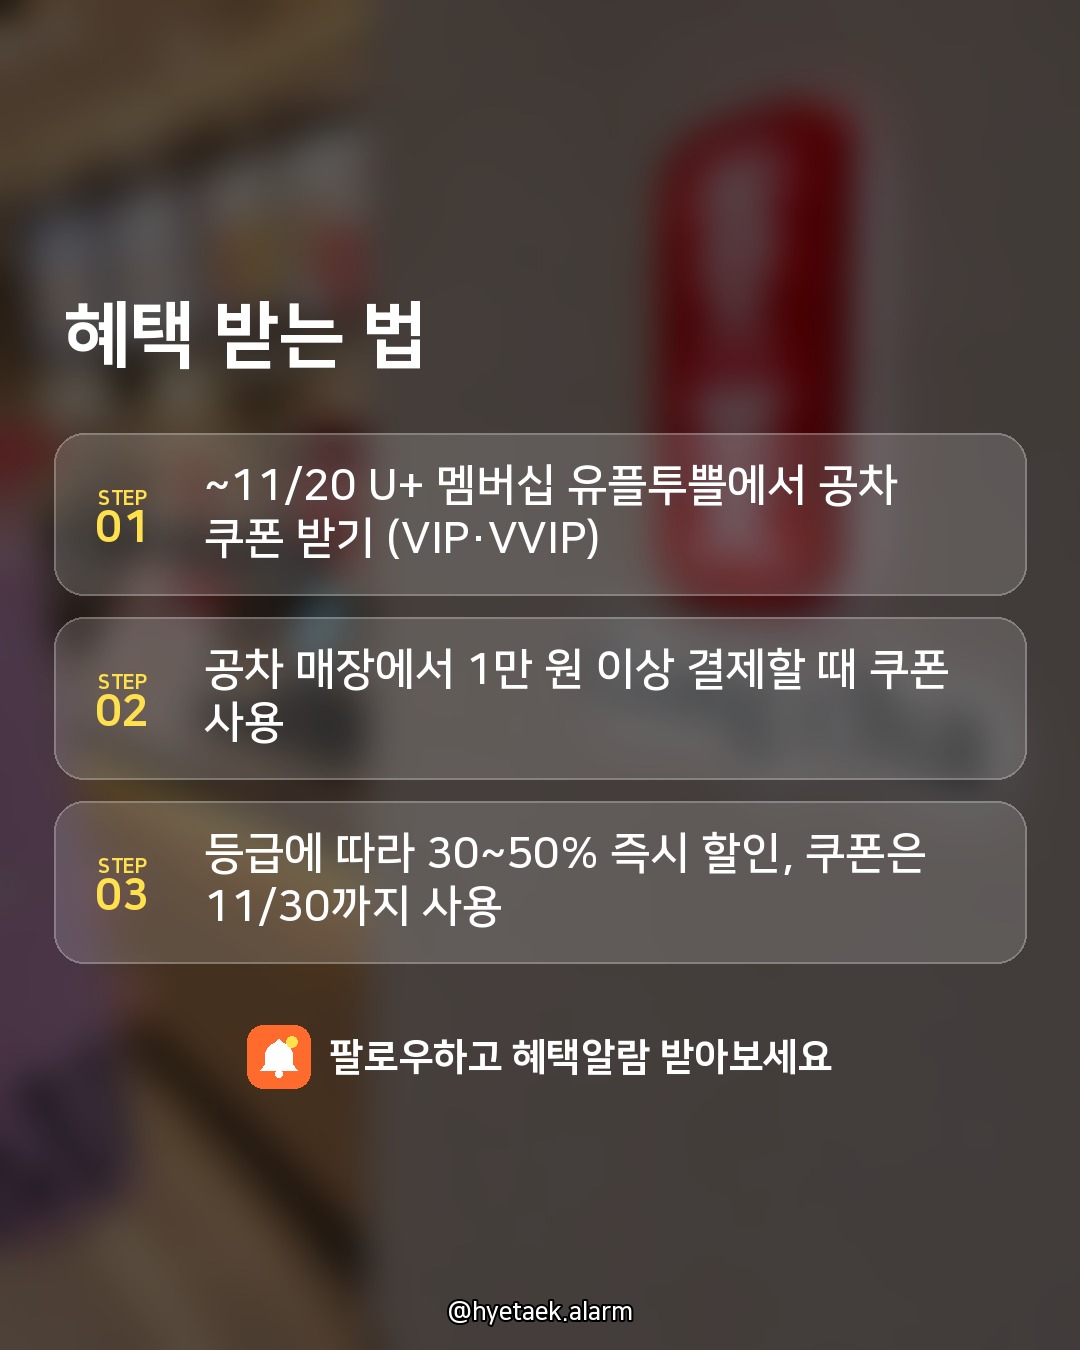 혜택 받는 법
STEP
01
~11/20 U+ 멤버십 유플투쁠에서 공차
쿠폰 받기 (VIP·VVIP)
STEP
02
공차 매장에서 1만 원 이상 결제할 때 쿠폰
사용
STEP
03
등급에 따라 30~50% 즉시 할인, 쿠폰은
11/30까지 사용
팔로우하고 혜택알람 받아보세요
@hyetaek.alarm